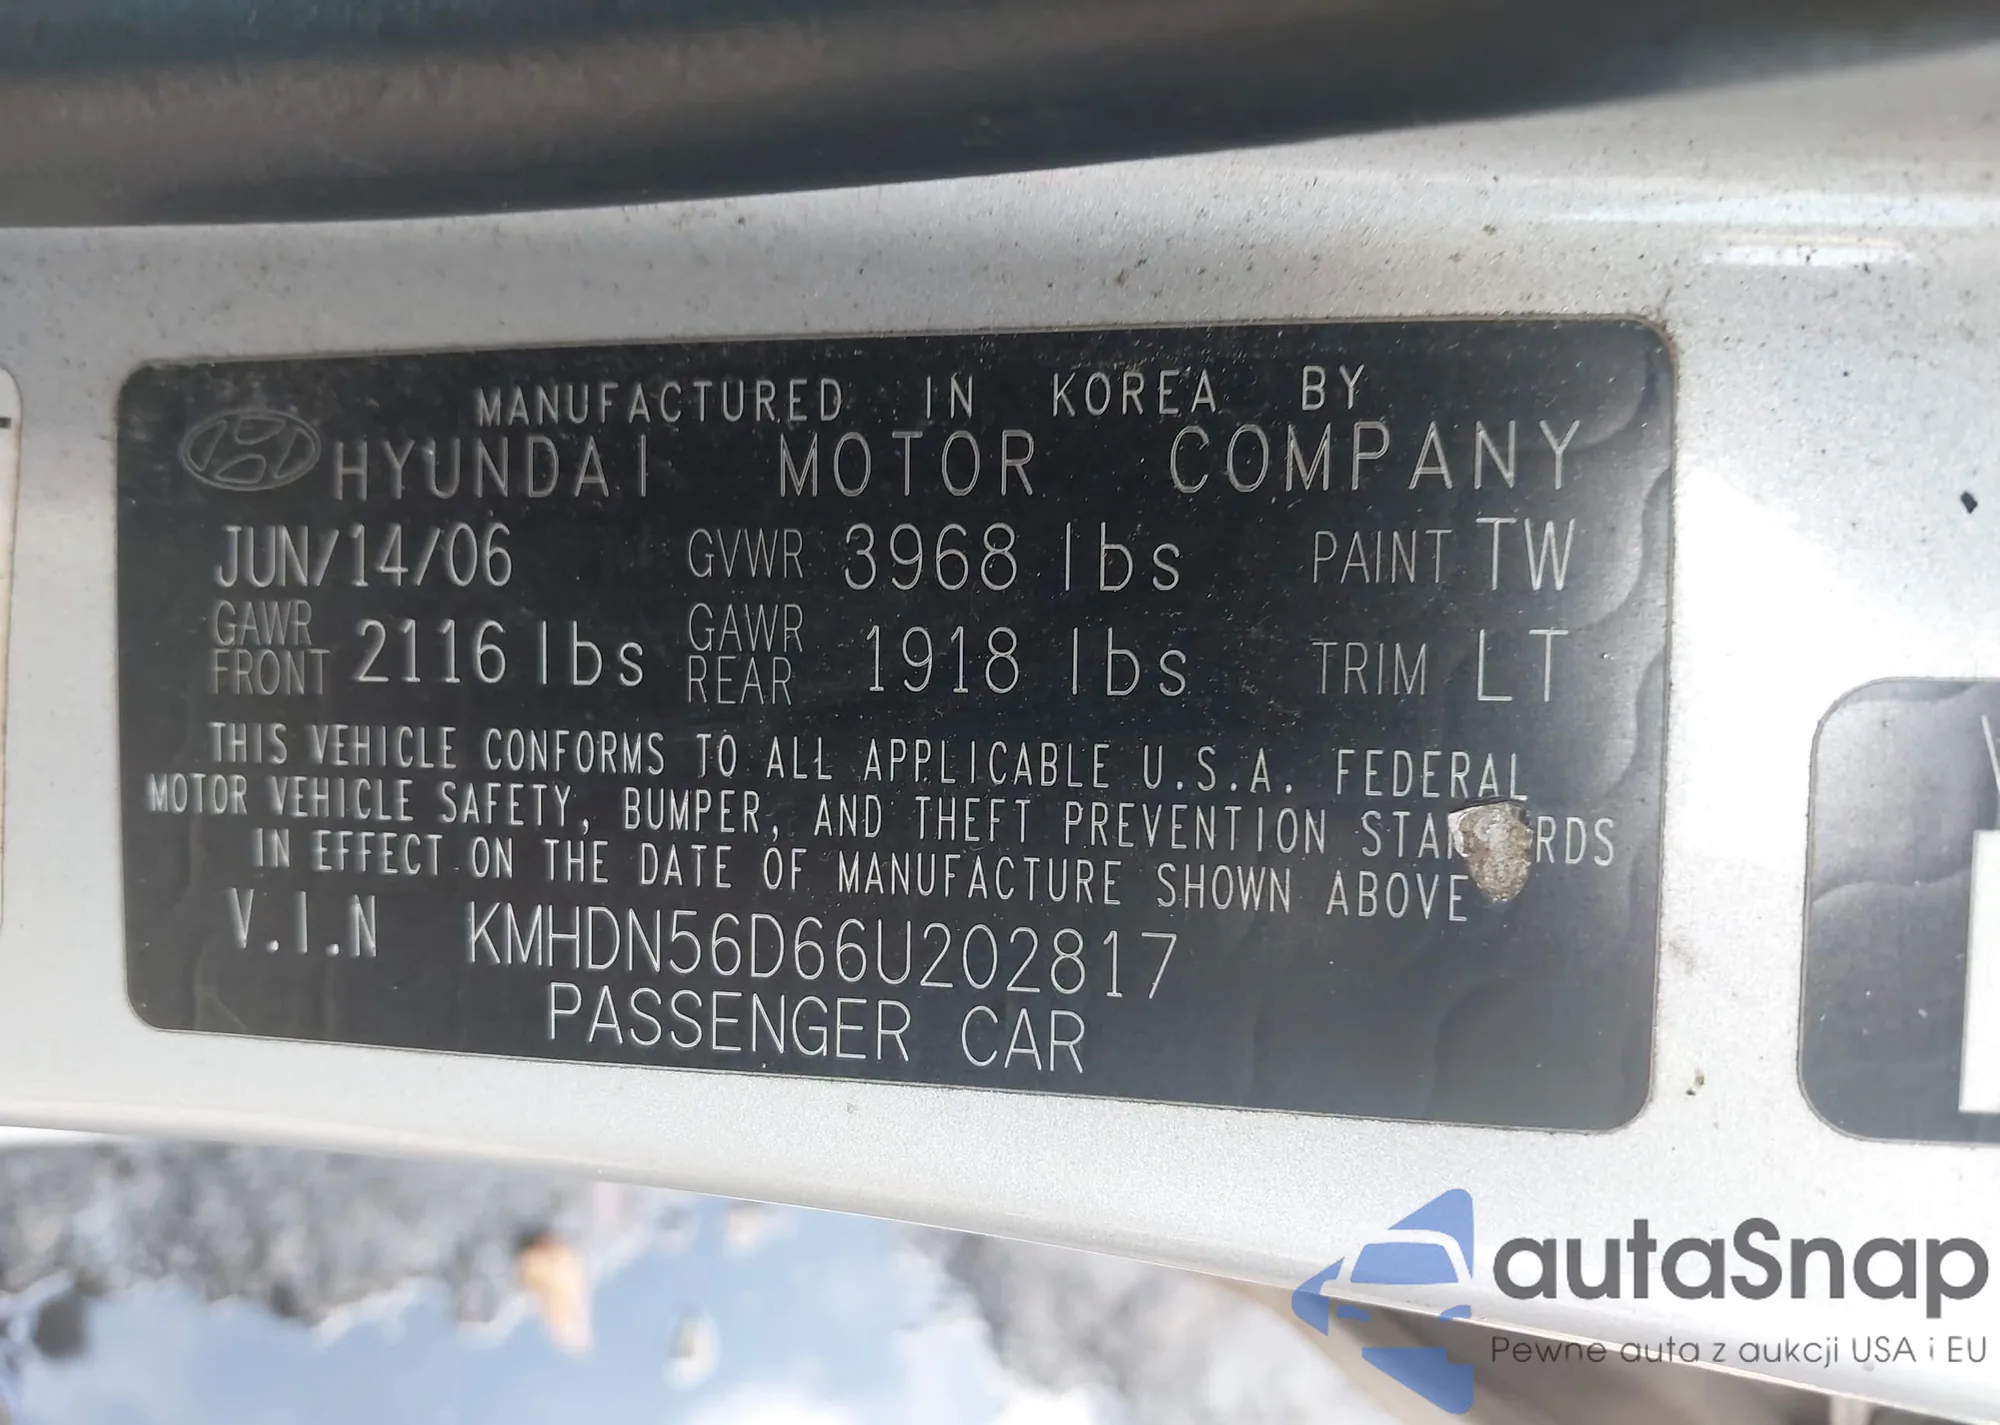 MANUFACTURED IN KOREA BY
HYUNDAI MOTOR COMPANY
JUN/14/06 GVWR 3968 lbs PAINT TW
GAWR FRONT 2116 lbs GAWR REAR 1918 lbs TRIM LT
THIS VEHICLE CONFORMS TO ALL APPLICABLE U.S.A. FEDERAL
MOTOR VEHICLE SAFETY, BUMPER, AND THEFT PREVENTION STA RDS
IN EFFECT ON THE DATE OF MANUFACTURE SHOWN ABOVE
V.I.N KMHDN56D66U202817
PASSENGER CAR
autaSnap
Pewne auta z aukcji USA i EU